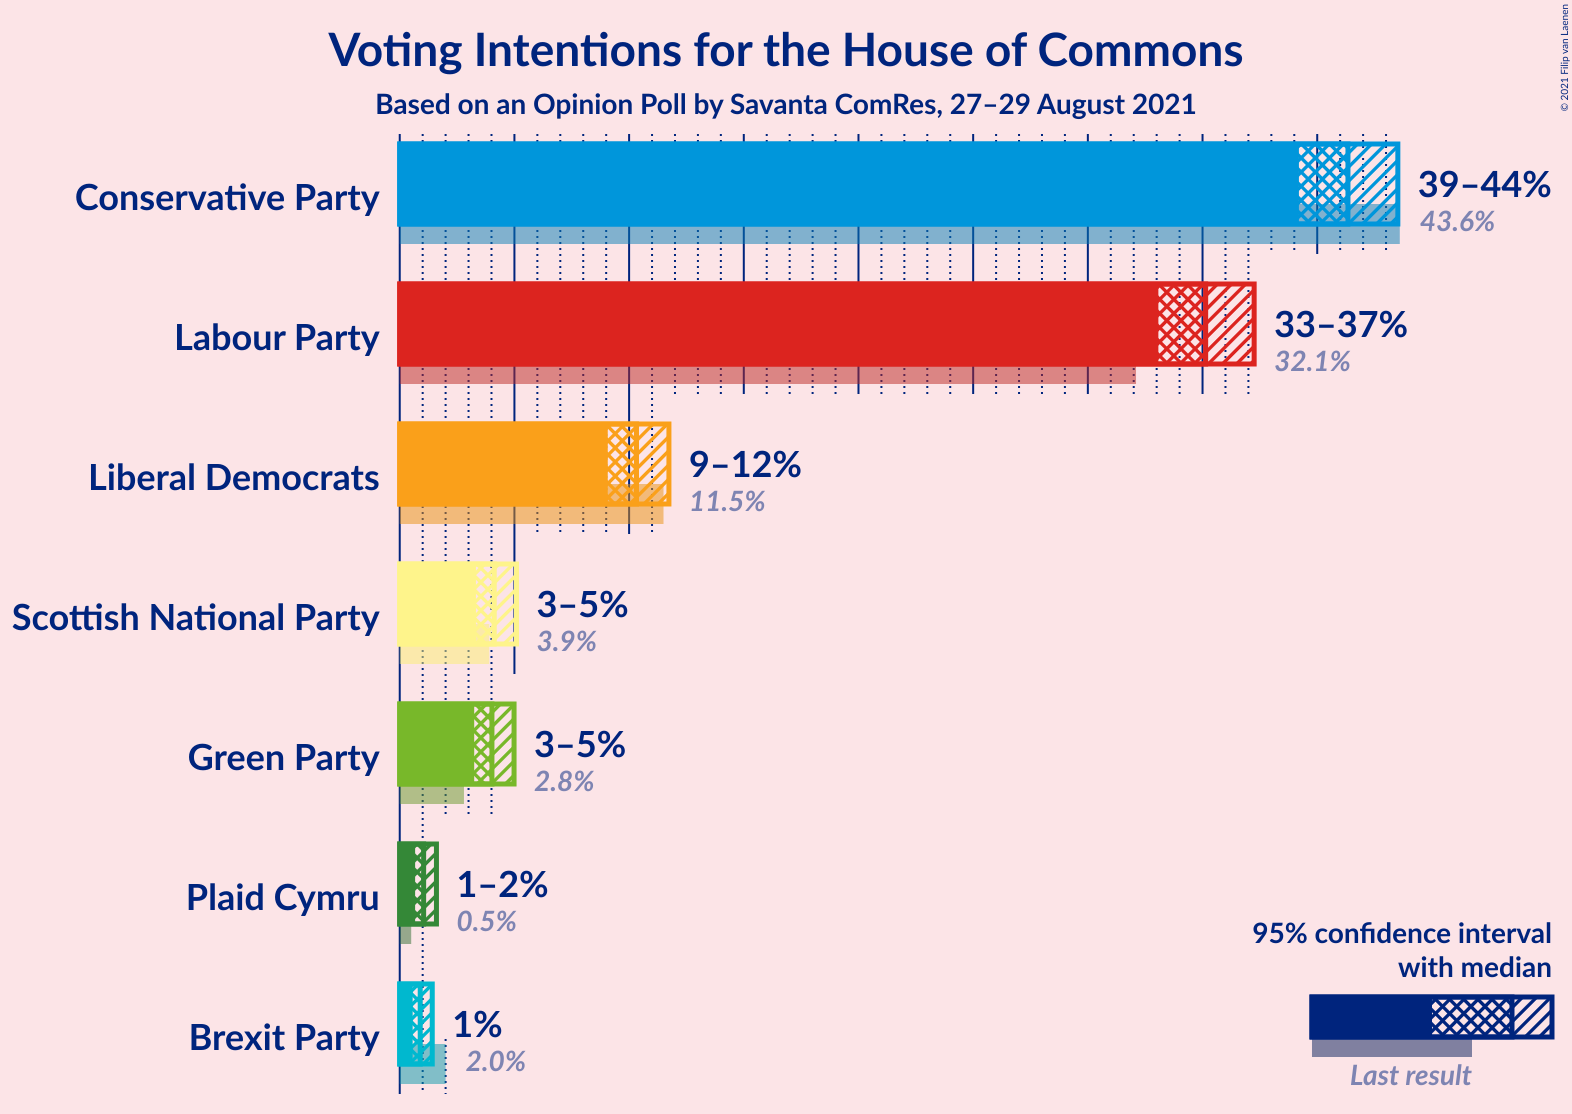 Voting Intentions for the House of Commons
Based on an Opinion Poll by Savanta ComRes, 27–29 August 2021
© 2021 Filip van Laenen
Conservative Party
39–44%
43.6%
Labour Party
33–37%
32.1%
Liberal Democrats
9–12%
11.5%
Scottish National Party
3–5%
3.9%
Green Party
3–5%
2.8%
Plaid Cymru
1–2%
0.5%
Brexit Party
1%
2.0%
95% confidence interval
with median
Last result